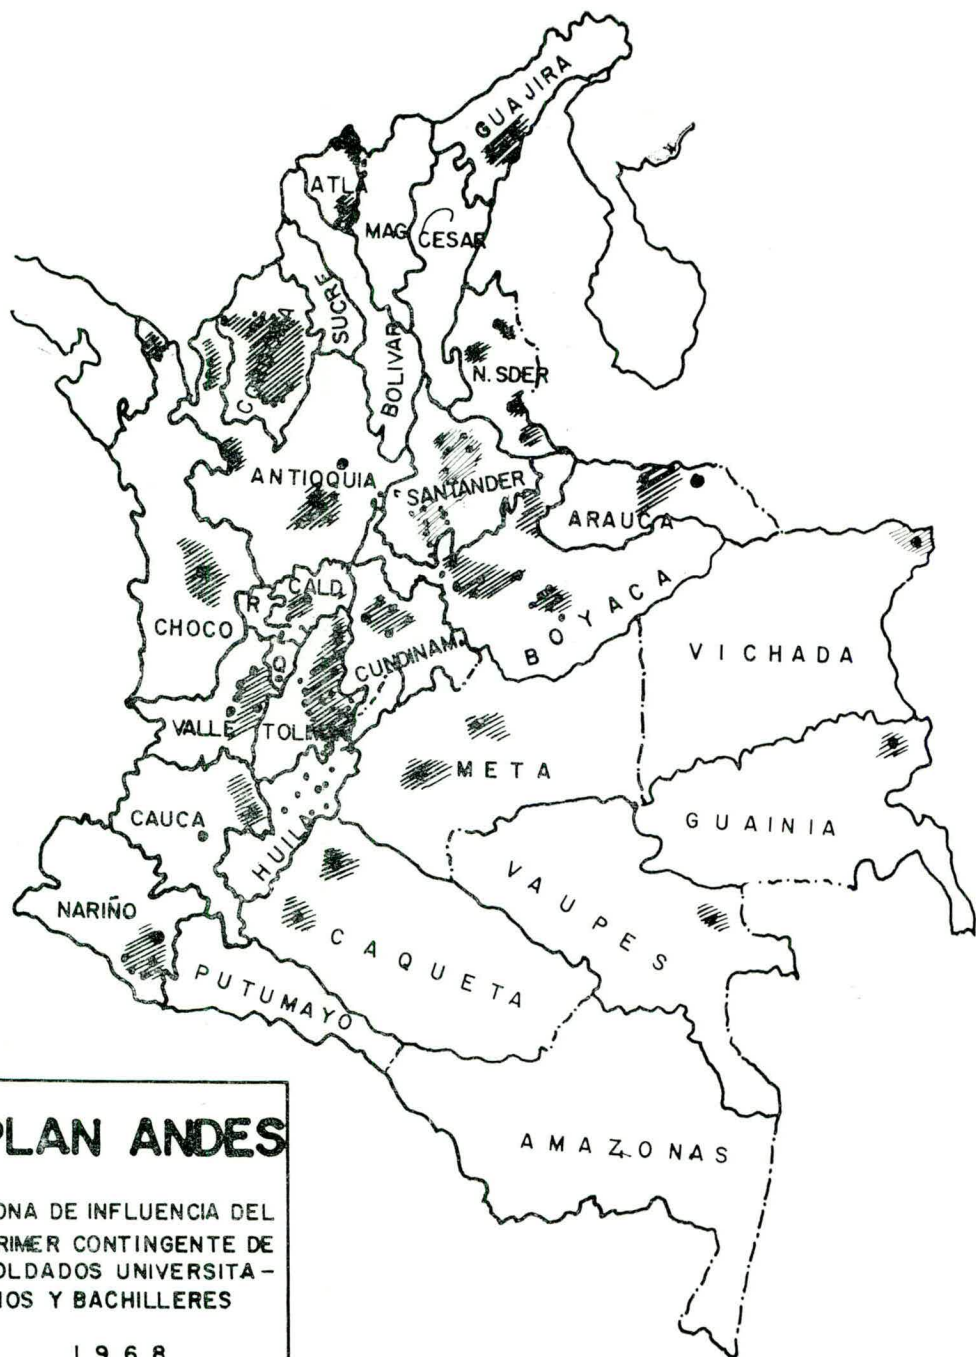 GUAJIRA
ATLA
MAG
CESAR
SUCRE
BOLIVAR
N. SDER
ANTIOQUIA
SANTANDER
ARAUCA
CALD.
R
CHOCO
Q
CUNDINAM.
BOYACA
VICHADA
VALLE
META
CAUCA
HUILA
GUAINIA
VAUPES
NARIÑO
CAQUETA
PUTUMAYO
AMAZONAS
PLAN ANDES
ONA DE INFLUENCIA DEL
RIMER CONTINGENTE DE
OLDADOS UNIVERSITA-
IOS Y BACHILLERES
1968